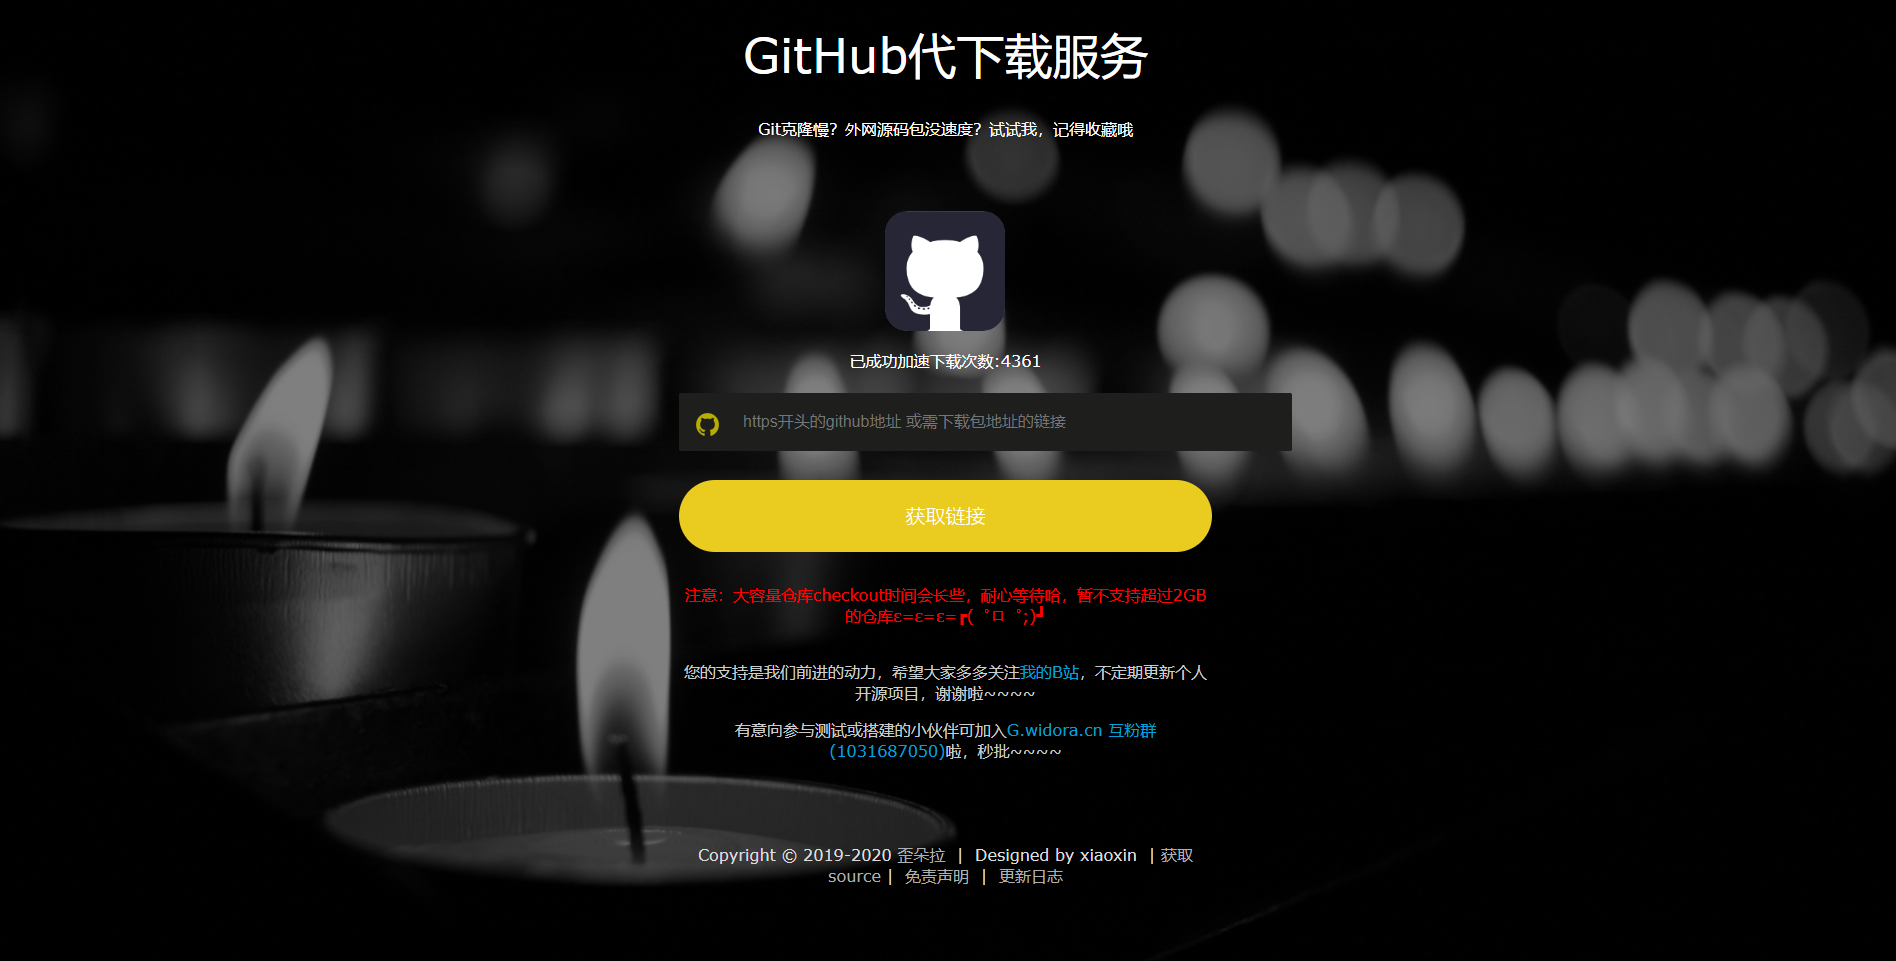 GitHub代下载服务
Git克隆慢？外网源码包没速度？试试我，记得收藏哦
已成功加速下载次数:4361
https开头的github地址 或需下载包地址的链接
获取链接
注意：大容量仓库checkout时间会长些，耐心等待哈，暂不支持超过2GB
的仓库ε=ε=ε=┏(゜ロ゜;)┛
您的支持是我们前进的动力，希望大家多多关注我的B站，不定期更新个人
开源项目，谢谢啦~~~~
有意向参与测试或搭建的小伙伴可加入G.widora.cn 互粉群
(1031687050)啦，秒批~~~~
Copyright © 2019-2020 歪朵拉 | Designed by xiaoxin | 获取
source | 免责声明 | 更新日志